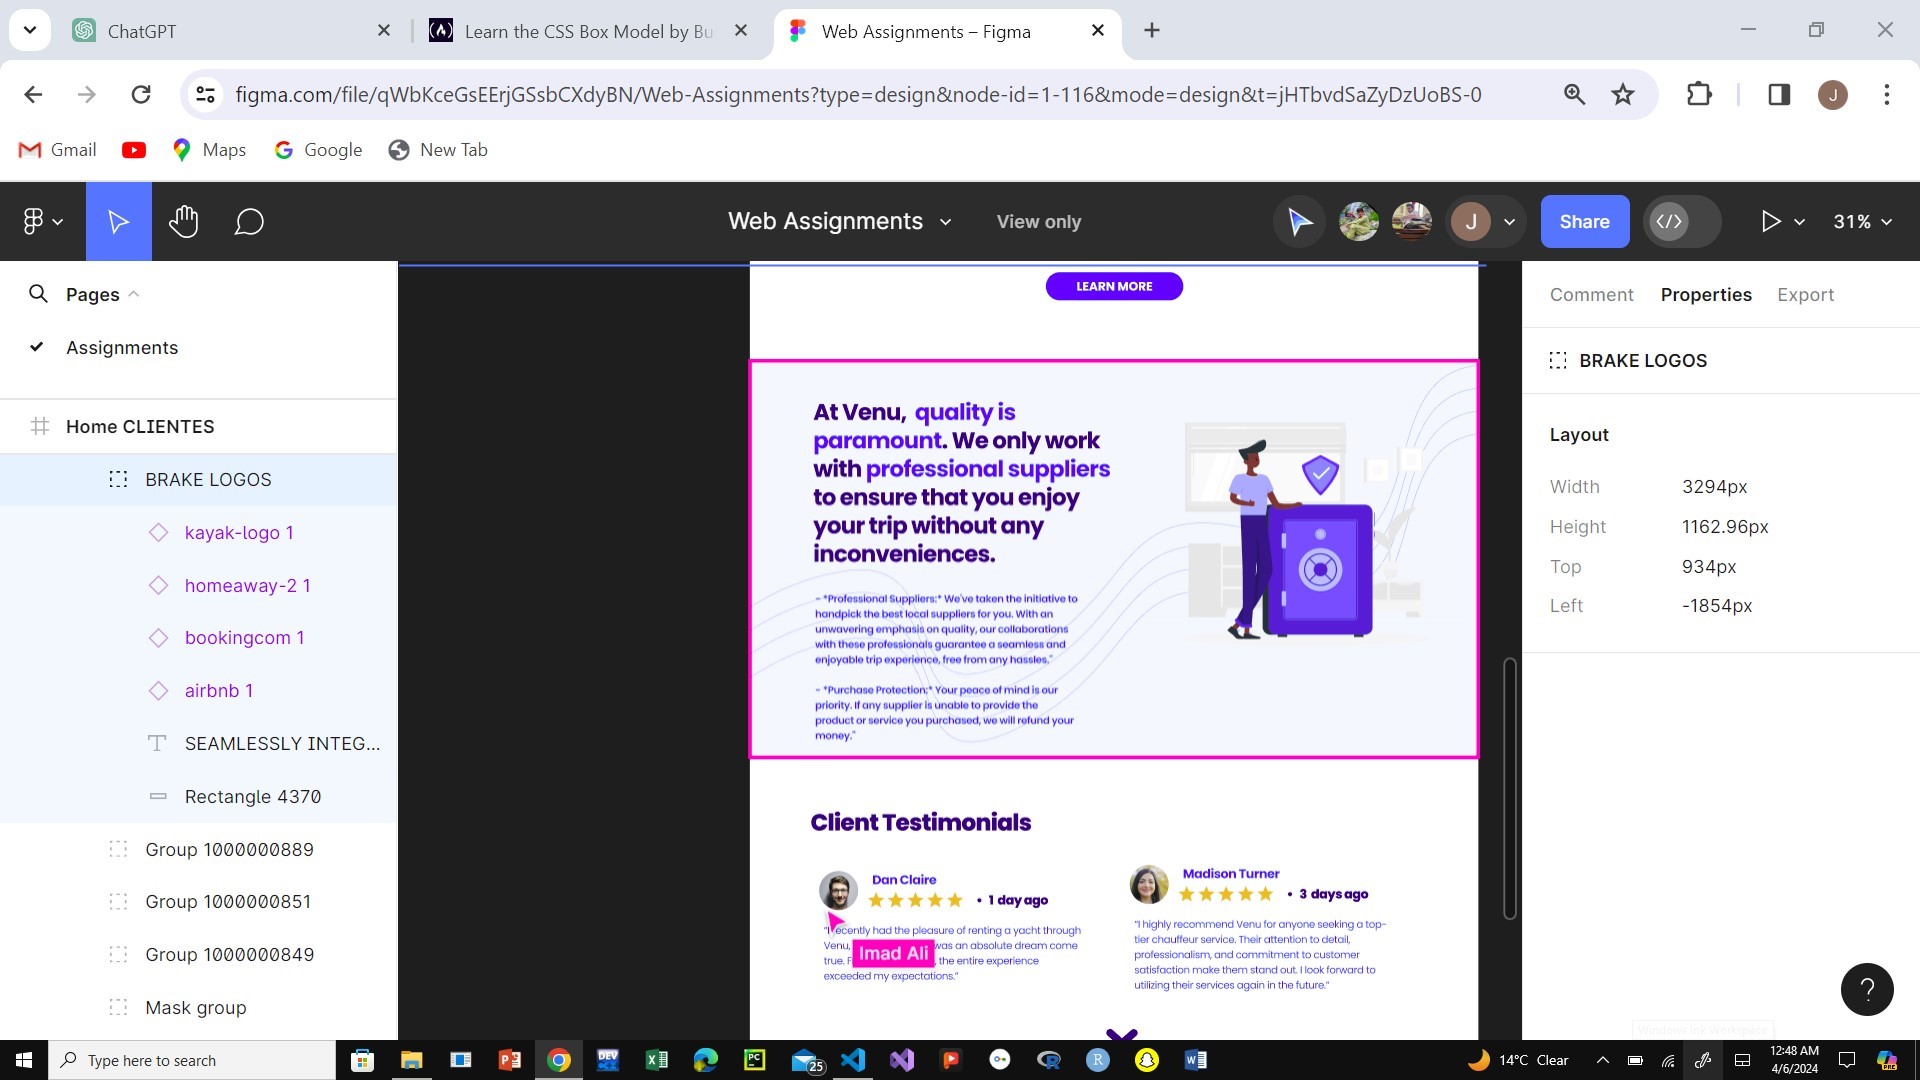 ChatGPT
Learn the CSS Box Model by Bu
Web Assignments – Figma
figma.com/file/qWbKceGsEErjGSsbCXdyBN/Web-Assignments?type=design&node-id=1-116&mode=design&t=jHTbvdSaZyDzUoBS-0
J
Gmail
Maps
Google
New Tab
Web Assignments
View only
J
Share
31%
Pages
Assignments
Home CLIENTES
BRAKE LOGOS
kayak-logo 1
homeaway-2 1
bookingcom 1
airbnb 1
SEAMLESSLY INTEG...
Rectangle 4370
Group 1000000889
Group 1000000851
Group 1000000849
Mask group
LEARN MORE
At Venu, quality is
paramount. We only work
with professional suppliers
to ensure that you enjoy
your trip without any
inconveniences.
- *Professional Suppliers:* We've taken the initiative to
handpick the best local suppliers for you. With an
unwavering emphasis on quality, our collaborations
with these professionals guarantee a seamless and
enjoyable trip experience, free from any hassles."
- *Purchase Protection:* Your peace of mind is our
priority. If any supplier is unable to provide the
product or service you purchased, we will refund your
money."
Client Testimonials
Dan Claire
• 1 day ago
"I recently had the pleasure of renting a yacht through
Venu, was an absolute dream come
true. F the entire experience
exceeded my expectations."
Imad Ali
Madison Turner
• 3 days ago
"I highly recommend Venu for anyone seeking a top-
tier chauffeur service. Their attention to detail,
professionalism, and commitment to customer
satisfaction make them stand out. I look forward to
utilizing their services again in the future."
Comment
Properties
Export
BRAKE LOGOS
Layout
Width 3294px
Height 1162.96px
Top 934px
Left -1854px
?
Windows Ink Workspace
Type here to search
DEV
PC
25
R
14°C Clear
12:48 AM
4/6/2024
PRE